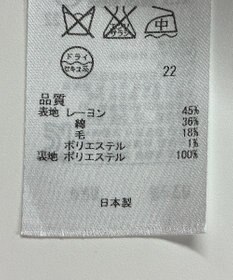 ドライ
セキユ系
22
品質
表地 レーヨン 45%
綿 36%
毛 18%
ポリエステル 1%
裏地 ポリエステル 100%
日本製